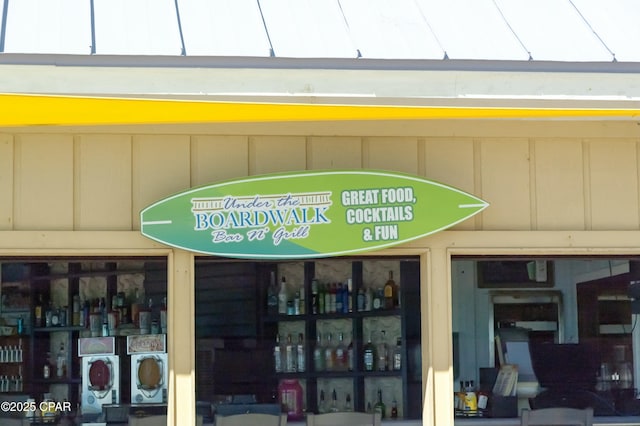 Under the
BOARDWALK
Bar N' Grill
GREAT FOOD,
COCKTAILS
& FUN
©2025 CPAR